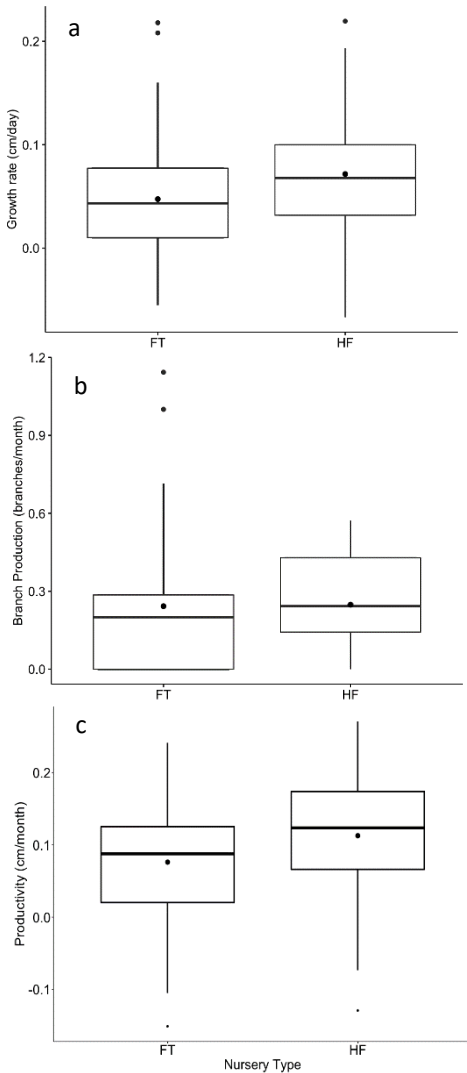 a
Growth rate (cm/day)
0.2
0.1
0.0
FT HF
b
Branch Production (branches/month)
1.2
0.9
0.6
0.3
0.0
FT HF
c
Productivity (cm/month)
0.2
0.1
0.0
-0.1
FT HF
Nursery Type